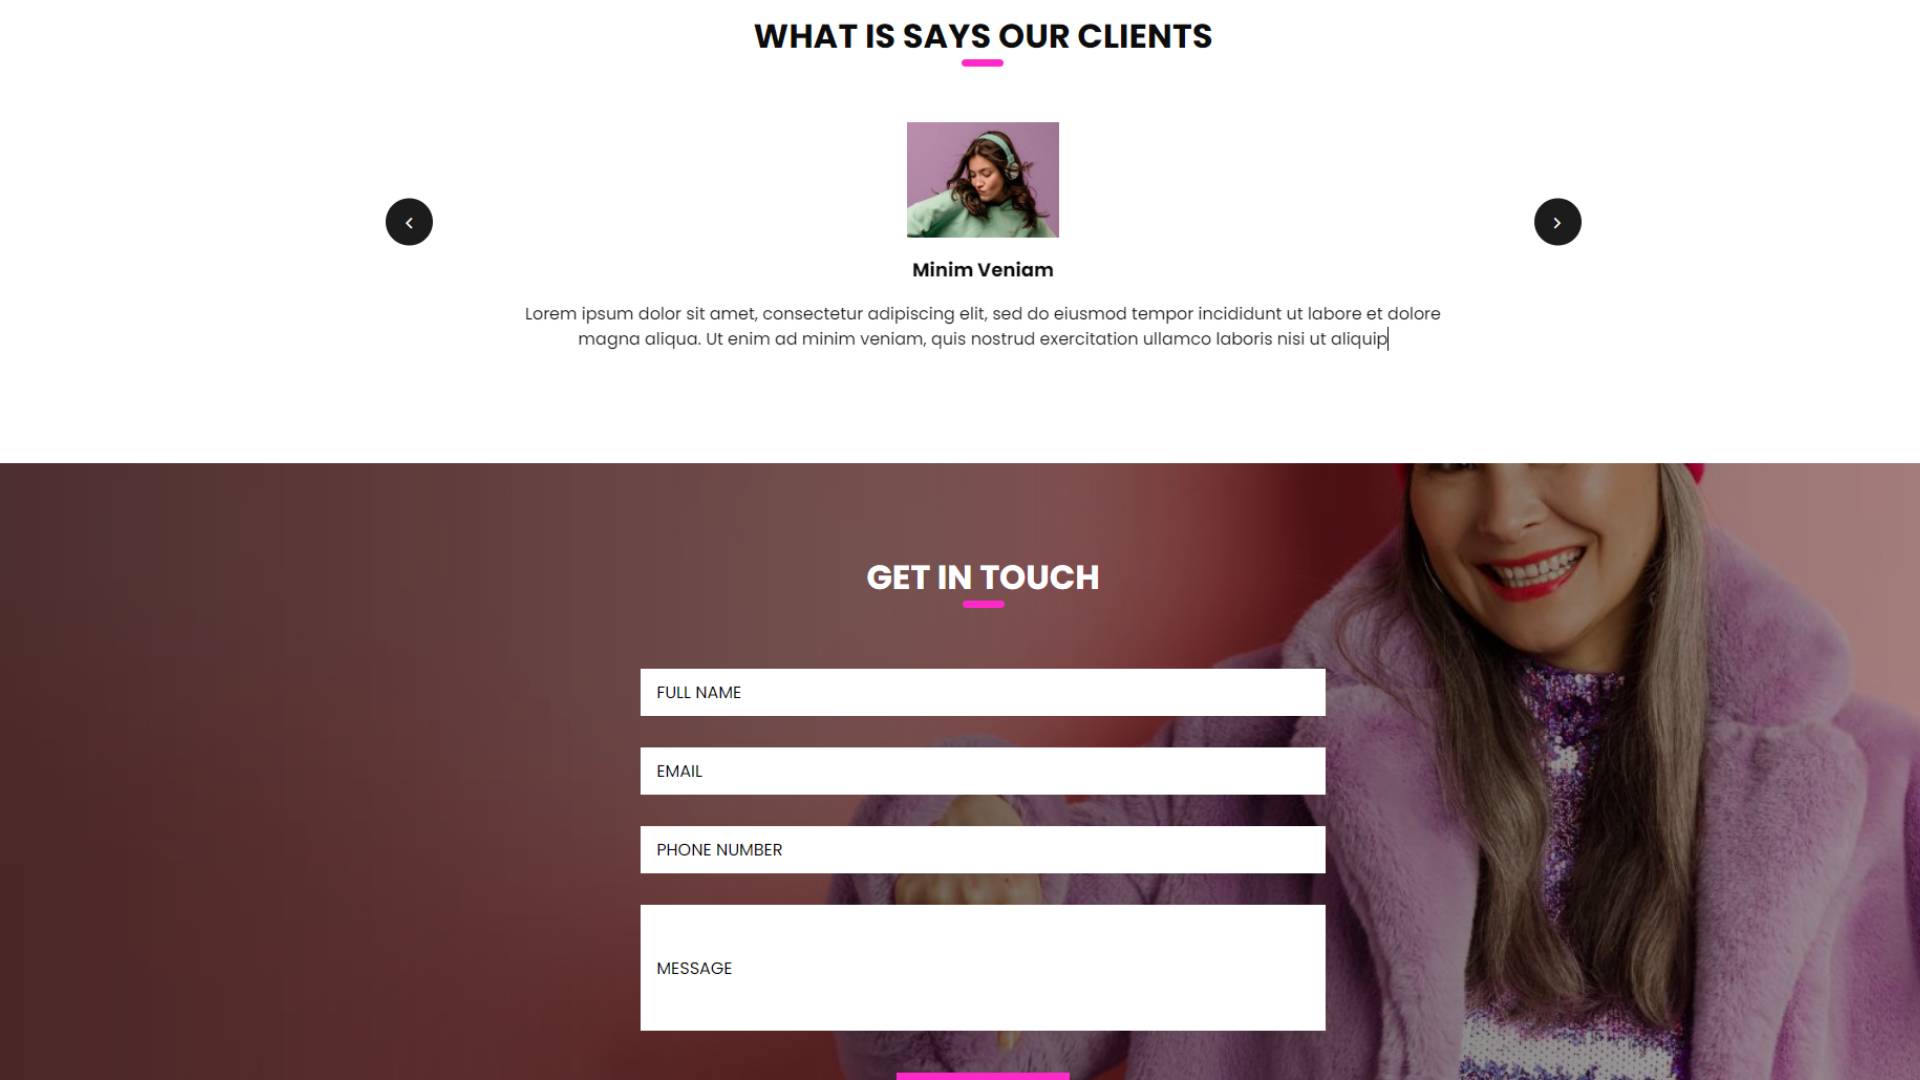 WHAT IS SAYS OUR CLIENTS
Minim Veniam
Lorem ipsum dolor sit amet, consectetur adipiscing elit, sed do eiusmod tempor incididunt ut labore et dolore
magna aliqua. Ut enim ad minim veniam, quis nostrud exercitation ullamco laboris nisi ut aliquip
GET IN TOUCH
FULL NAME
EMAIL
PHONE NUMBER
MESSAGE